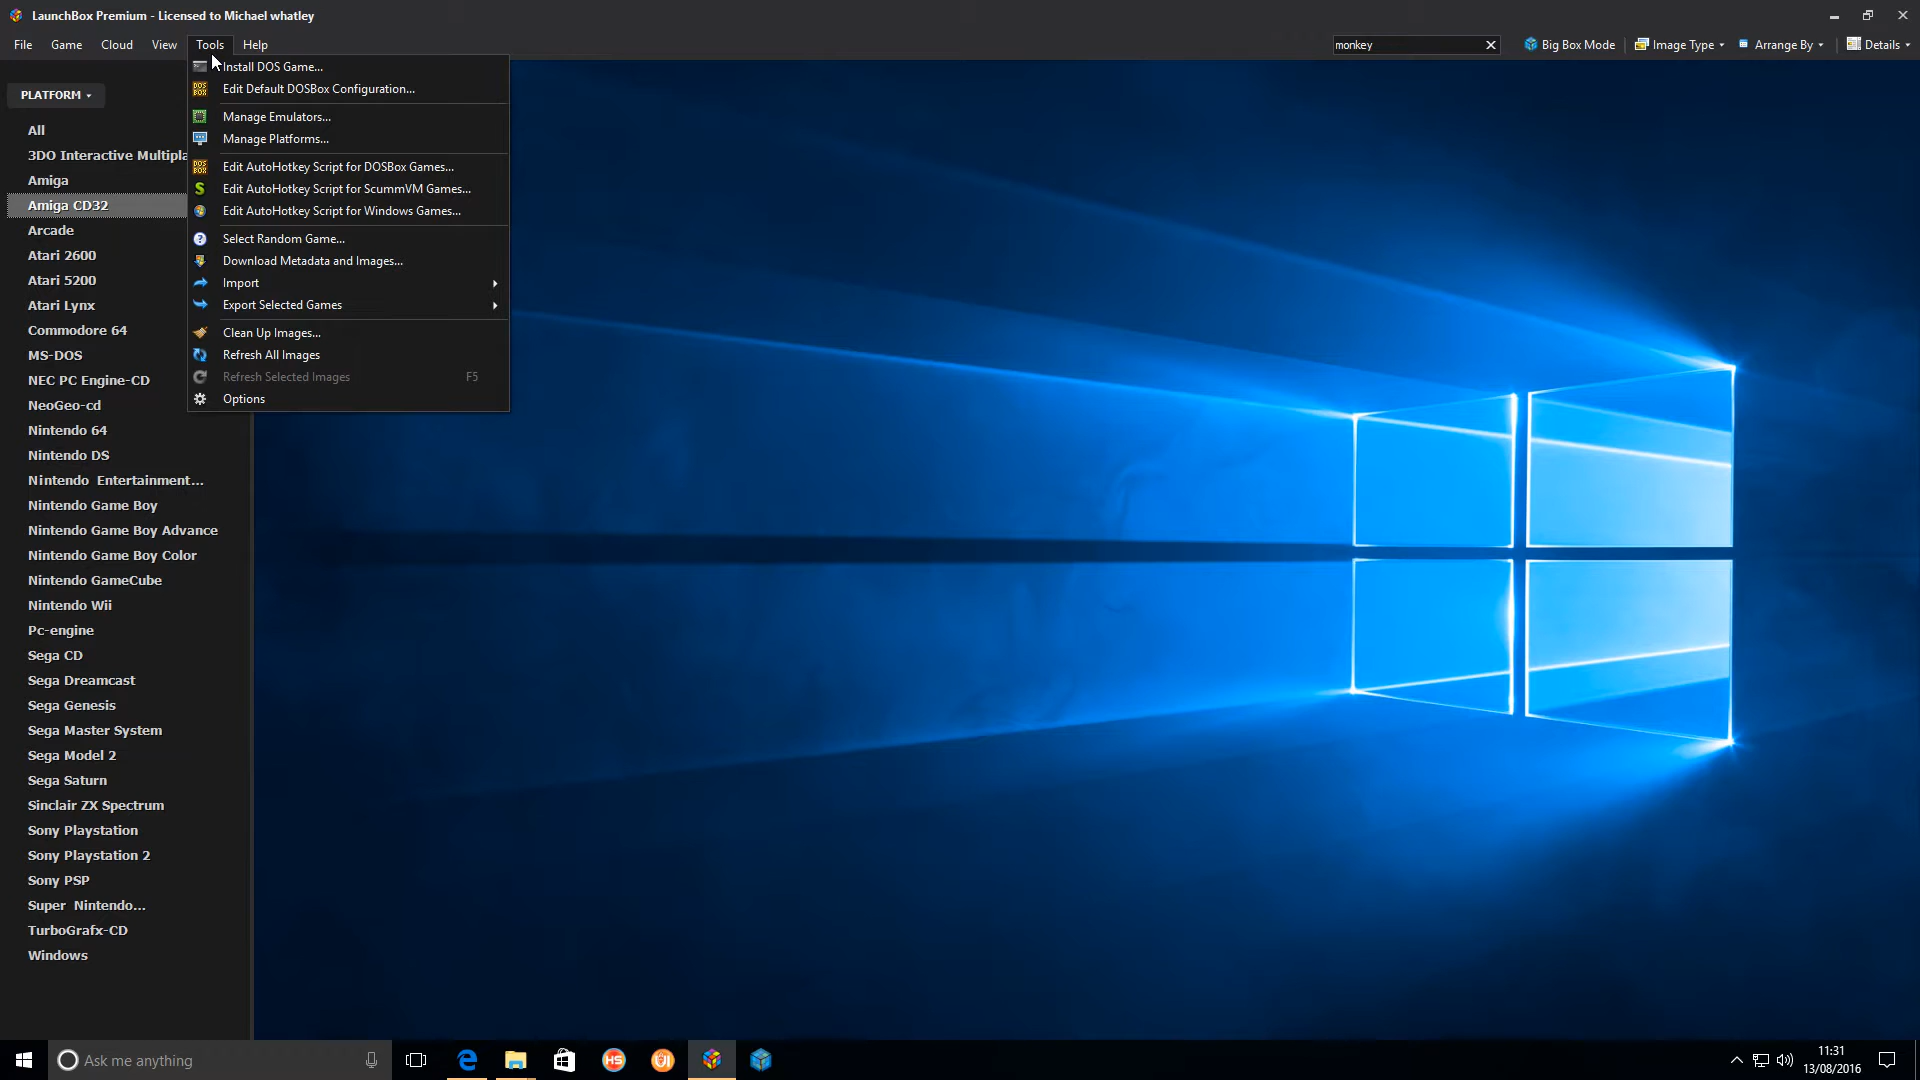 LaunchBox Premium - Licensed to Michael whatley
File Game Cloud View Tools Help
monkey
Big Box Mode
Image Type
Arrange By
Details
PLATFORM
All
3DO Interactive Multipla
Amiga
Amiga CD32
Arcade
Atari 2600
Atari 5200
Atari Lynx
Commodore 64
MS-DOS
NEC PC Engine-CD
NeoGeo-cd
Nintendo 64
Nintendo DS
Nintendo Entertainment...
Nintendo Game Boy
Nintendo Game Boy Advance
Nintendo Game Boy Color
Nintendo GameCube
Nintendo Wii
Pc-engine
Sega CD
Sega Dreamcast
Sega Genesis
Sega Master System
Sega Model 2
Sega Saturn
Sinclair ZX Spectrum
Sony Playstation
Sony Playstation 2
Sony PSP
Super Nintendo...
TurboGrafx-CD
Windows
Install DOS Game...
DOS BOX Edit Default DOSBox Configuration...
Manage Emulators...
Manage Platforms...
DOS BOX Edit AutoHotkey Script for DOSBox Games...
S Edit AutoHotkey Script for ScummVM Games...
Edit AutoHotkey Script for Windows Games...
? Select Random Game...
Download Metadata and Images...
Import
Export Selected Games
Clean Up Images...
Refresh All Images
Refresh Selected Images F5
Options
Ask me anything
HS
11:31
13/08/2016